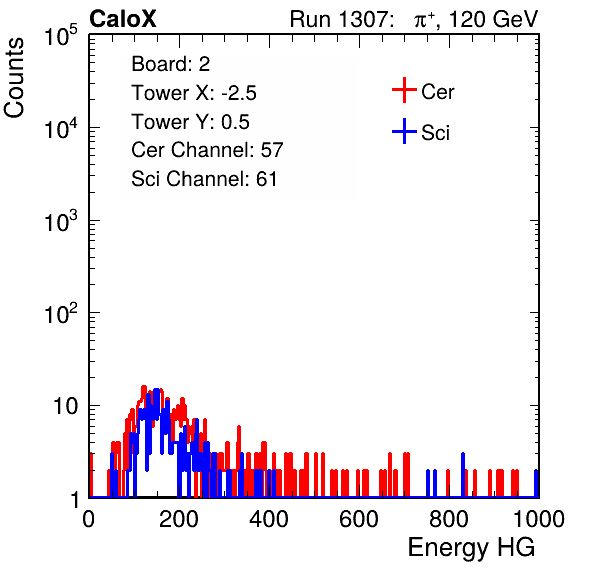 CaloX Run 1307: π⁺, 120 GeV
Counts
Board: 2
Tower X: -2.5
Tower Y: 0.5
Cer Channel: 57
Sci Channel: 61
Cer
Sci
10⁵
10⁴
10³
10²
10
1
0 200 400 600 800 1000
Energy HG